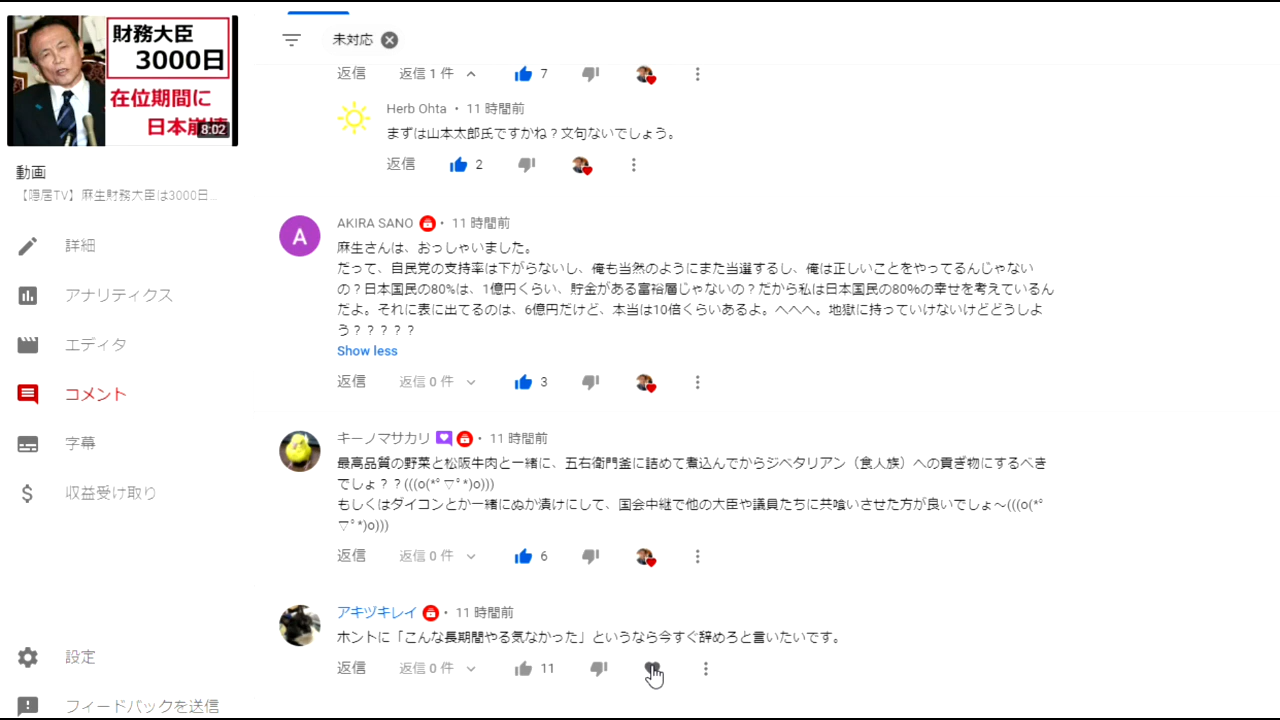 財務大臣
3000日
在位期間に
日本崩壊
8:02
動画
【隠居TV】麻生財務大臣は3000日...
詳細
アナリティクス
エディタ
コメント
字幕
収益受け取り
設定
フィードバックを送信
未対応
返信 返信 1 件 7
Herb Ohta • 11 時間前
まずは山本太郎氏ですかね？文句ないでしょう。
返信 2
A
AKIRA SANO • 11 時間前
麻生さんは、おっしゃいました。
だって、自民党の支持率は下がらないし、俺も当然のようにまた当選するし、俺は正しいことをやってるんじゃない
の？日本国民の80%は、1億円くらい、貯金がある富裕層じゃないの？だから私は日本国民の80%の幸せを考えているん
だよ。それに表に出てるのは、6億円だけど、本当は10倍くらいあるよ。へへへ。地獄に持っていけないけどどうしよ
う？？？？？
Show less
返信 返信 0 件 3
キーノマサカリ • 11 時間前
最高品質の野菜と松阪牛肉と一緒に、五右衛門釜に詰めて煮込んでからジベタリアン（食人族）への貢ぎ物にするべき
でしょ？？(((o(*ﾟ▽ﾟ*)o)))
もしくはダイコンとか一緒にぬか漬けにして、国会中継で他の大臣や議員たちに共喰いさせた方が良いでしょ〜(((o(*ﾟ
▽ﾟ*)o)))
返信 返信 0 件 6
アキヅキレイ • 11 時間前
ホントに「こんな長期間やる気なかった」というなら今すぐ辞めろと言いたいです。
返信 返信 0 件 11